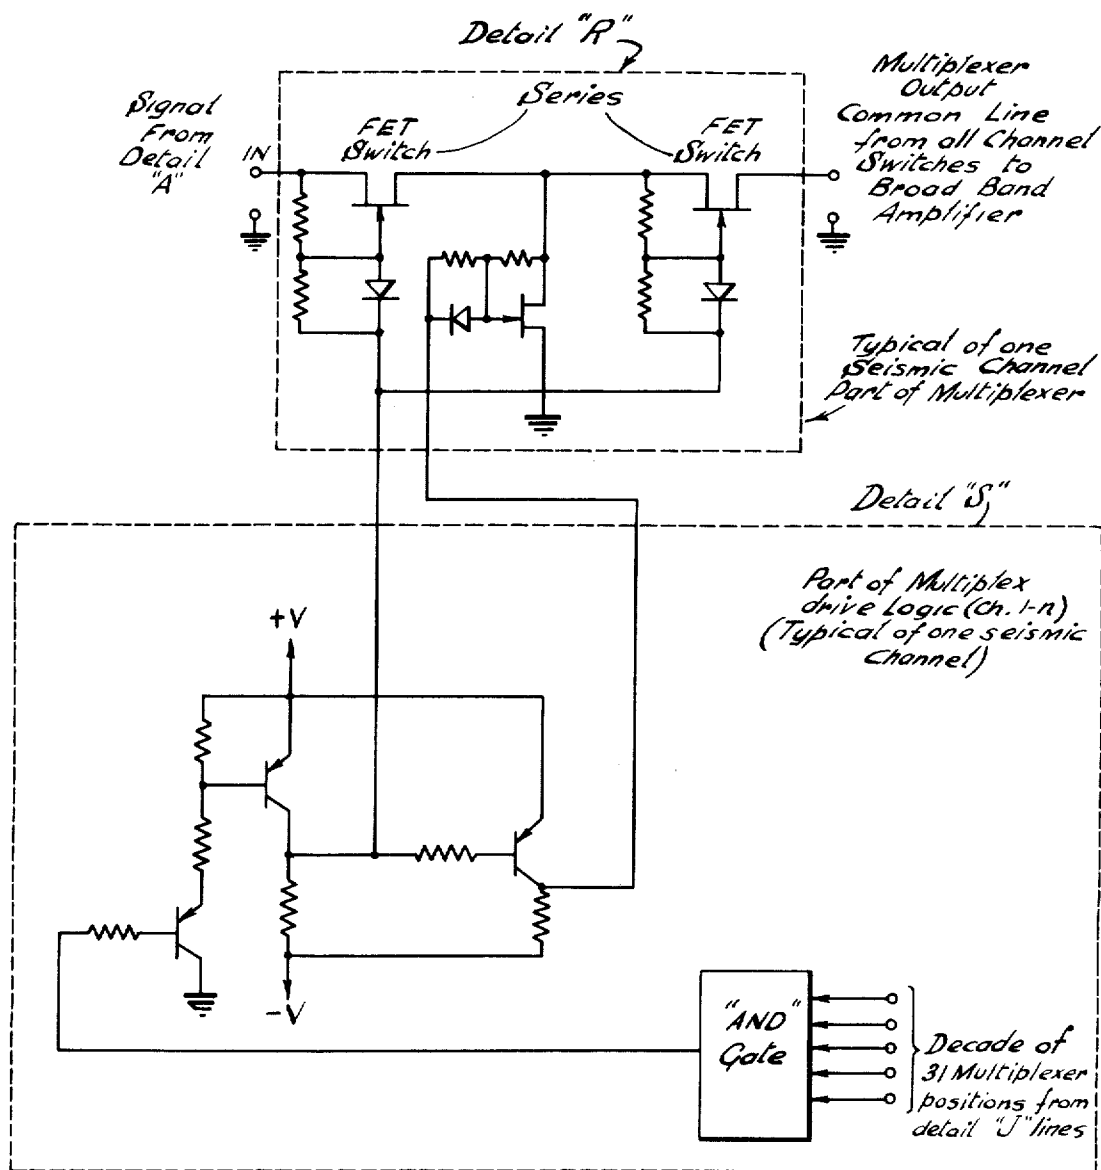 Detail "R"
Signal
From
Detail
"A"
IN
Series
FET
Switch
FET
Switch
Multiplexer
Output
Common Line
from all Channel
Switches to
Broad Band
Amplifier
Typical of one
Seismic Channel
Part of Multiplexer
Detail "S"
Part of Multiplex
drive Logic (Ch. 1-n)
(Typical of one seismic
Channel)
+V
-V
"AND"
Gate
Decade of
31 Multiplexer
positions from
detail "J" lines